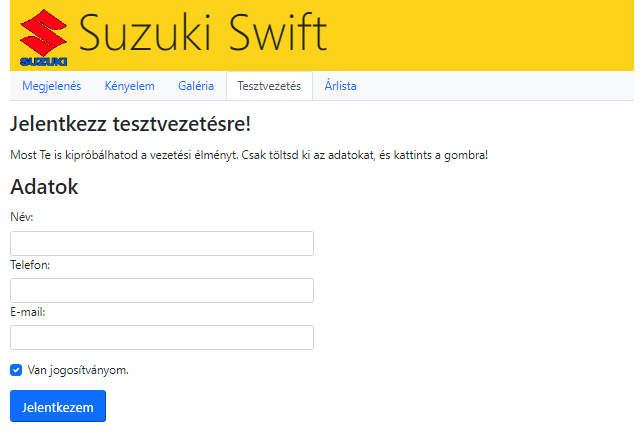 SUZUKI
Suzuki Swift
Megjelenés Kényelem Galéria Tesztvezetés Árlista
Jelentkezz tesztvezetésre!
Most Te is kipróbálhatod a vezetési élményt. Csak töltsd ki az adatokat, és kattints a gombra!
Adatok
Név:
Telefon:
E-mail:
Van jogosítványom.
Jelentkezem